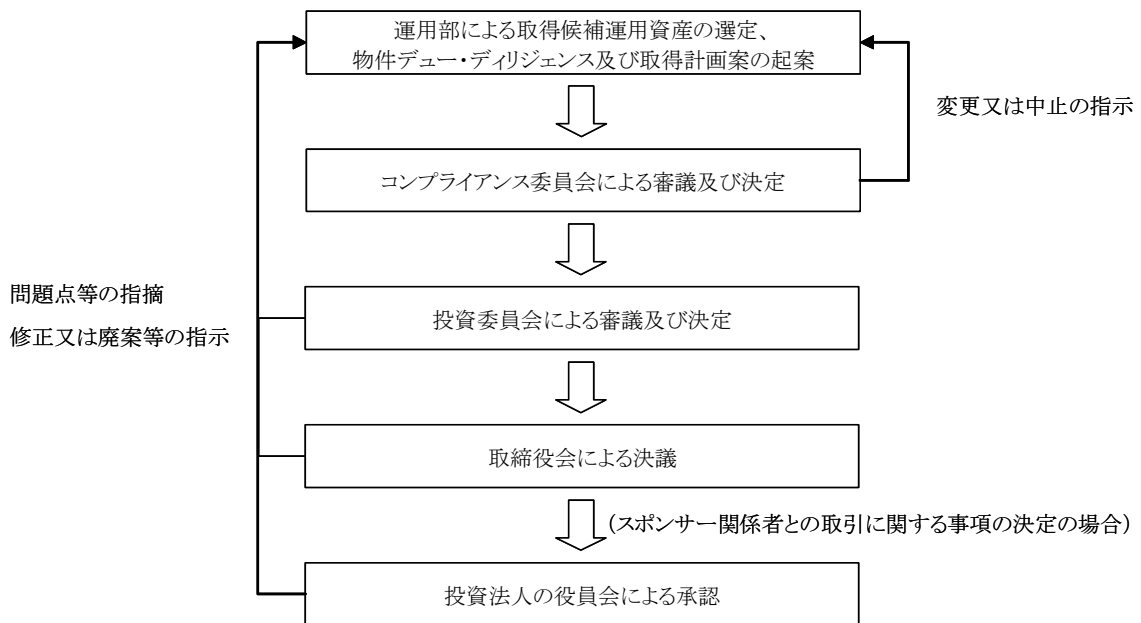 運用部による取得候補運用資産の選定、
物件デュー・ディリジェンス及び取得計画案の起案
変更又は中止の指示
コンプライアンス委員会による審議及び決定
問題点等の指摘
修正又は廃案等の指示
投資委員会による審議及び決定
取締役会による決議
(スポンサー関係者との取引に関する事項の決定の場合)
投資法人の役員会による承認